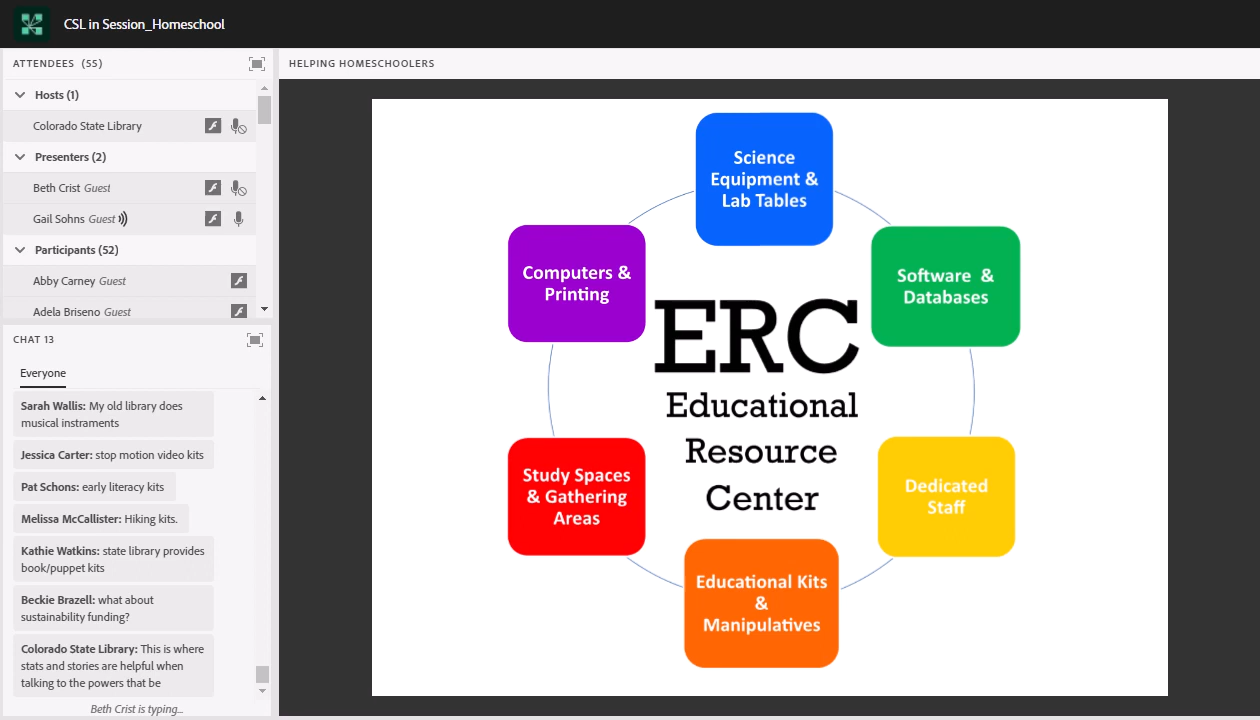 CSL in Session_Homeschool
ATTENDEES (55)
Hosts (1)
Colorado State Library
Presenters (2)
Beth Crist Guest
Gail Sohns Guest
Participants (52)
Abby Carney Guest
Adela Briseno Guest
CHAT 13
Everyone
Sarah Wallis: My old library does
musical instraments
Jessica Carter: stop motion video kits
Pat Schons: early literacy kits
Melissa McCallister: Hiking kits.
Kathie Watkins: state library provides
book/puppet kits
Beckie Brazell: what about
sustainability funding?
Colorado State Library: This is where
stats and stories are helpful when
talking to the powers that be
Beth Crist is typing...
HELPING HOMESCHOOLERS
Science
Equipment &
Lab Tables
Software &
Databases
Dedicated
Staff
Educational Kits
&
Manipulatives
Study Spaces
& Gathering
Areas
Computers &
Printing
ERC
Educational
Resource
Center